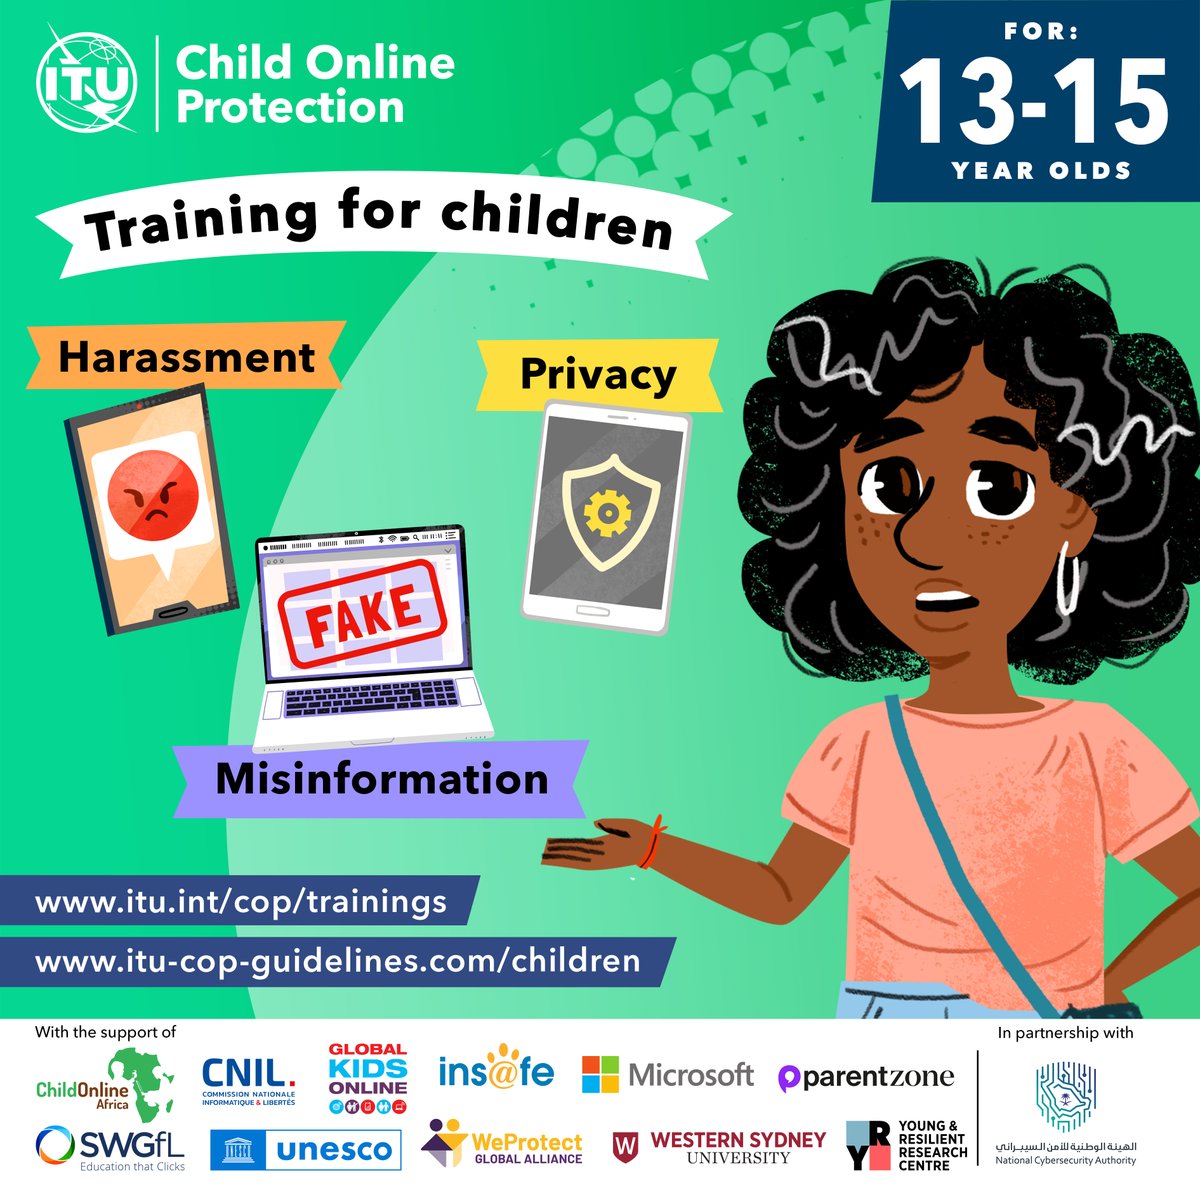 ITU
Child Online
Protection
FOR:
13-15
YEAR OLDS
Training for children
Harassment
Privacy
FAKE
Misinformation
www.itu.int/cop/trainings
www.itu-cop-guidelines.com/children
With the support of
In partnership with
ChildOnline
Africa
CNIL.
COMMISSION NATIONALE
INFORMATIQUE & LIBERTÉS
GLOBAL
KIDS
ONLINE
ins@fe
Microsoft
parentzone
SWGfL
Education that Clicks
unesco
WeProtect
GLOBAL ALLIANCE
W
WESTERN SYDNEY
UNIVERSITY
YR
YOUNG &
RESILIENT
RESEARCH
CENTRE
الهيئة الوطنية للأمن السيبراني
National Cybersecurity Authority